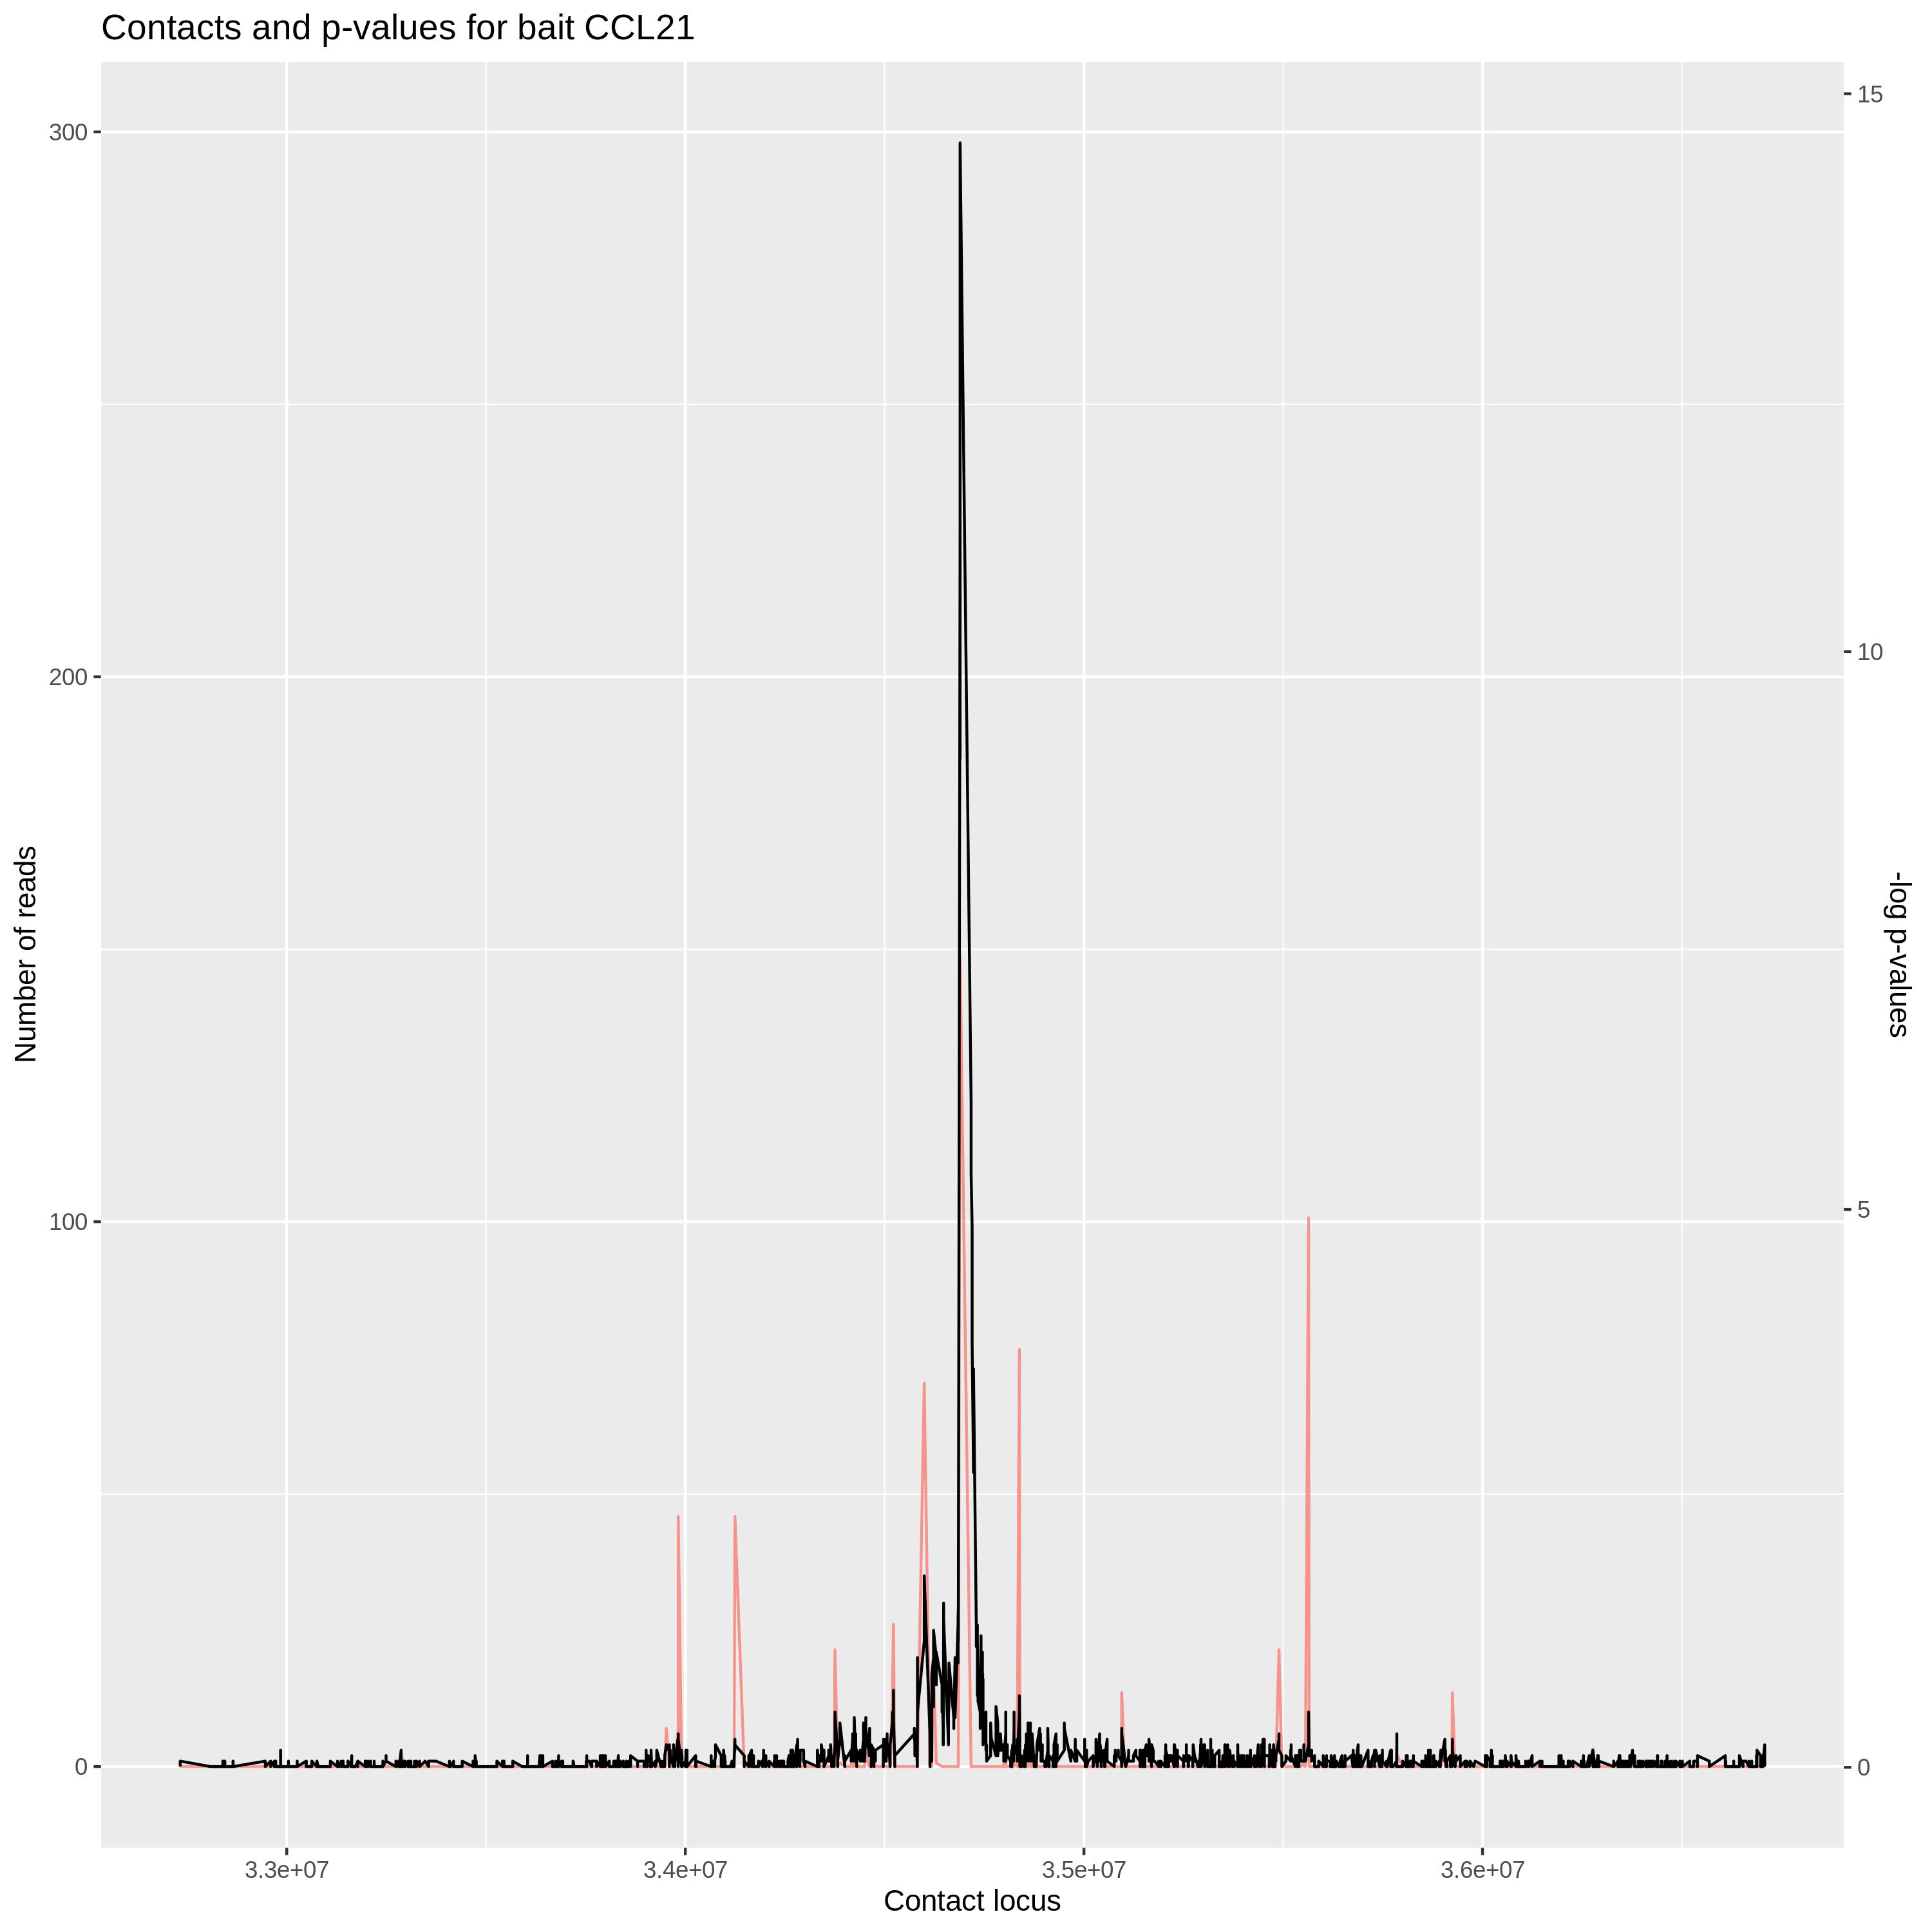 Contacts and p-values for bait CCL21
300
200
100
0
Number of reads
15
10
5
0
-log p-values
3.3e+07 3.4e+07 3.5e+07 3.6e+07
Contact locus